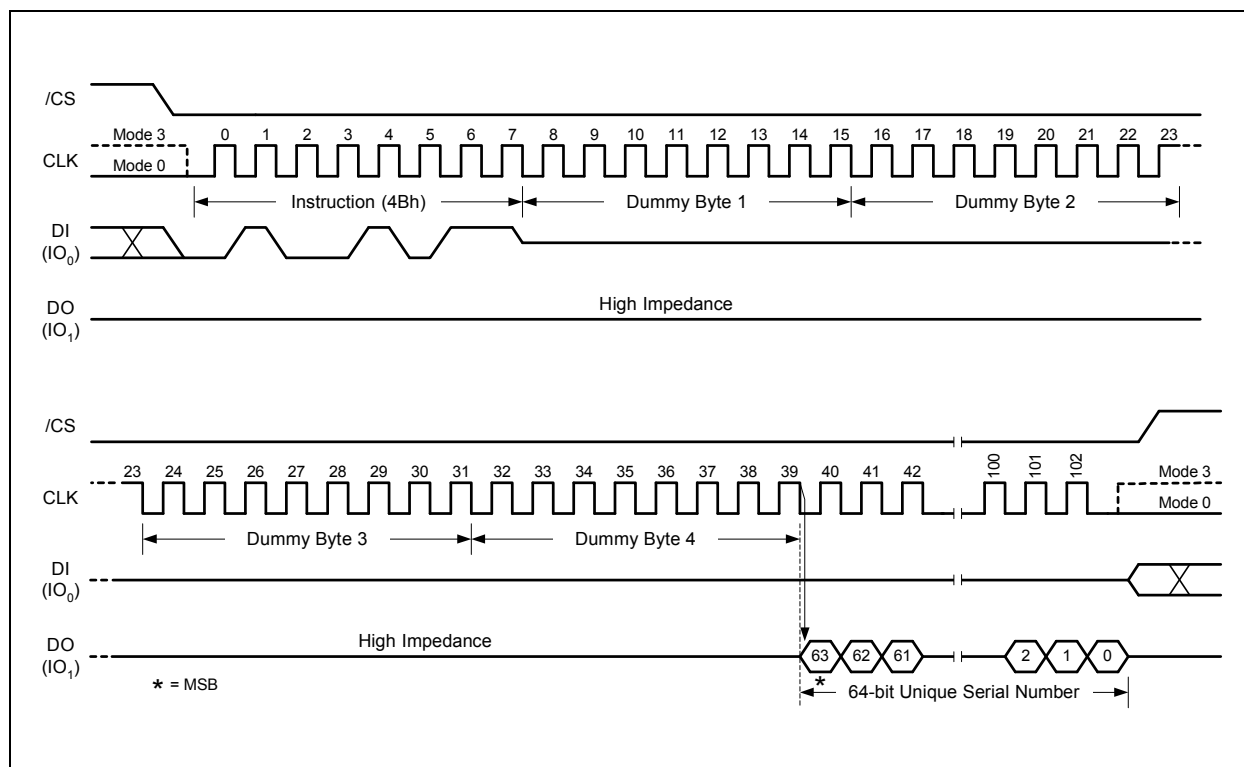 /CS
Mode 3
0 1 2 3 4 5 6 7 8 9 10 11 12 13 14 15 16 17 18 19 20 21 22 23
CLK
Mode 0
Instruction (4Bh) Dummy Byte 1 Dummy Byte 2
DI
(IO0)
High Impedance
DO
(IO1)
/CS
23 24 25 26 27 28 29 30 31 32 33 34 35 36 37 38 39 40 41 42 100 101 102
Mode 3
CLK
Mode 0
Dummy Byte 3 Dummy Byte 4
DI
(IO0)
High Impedance
DO
(IO1)
63 62 61 2 1 0
* = MSB
* 64-bit Unique Serial Number